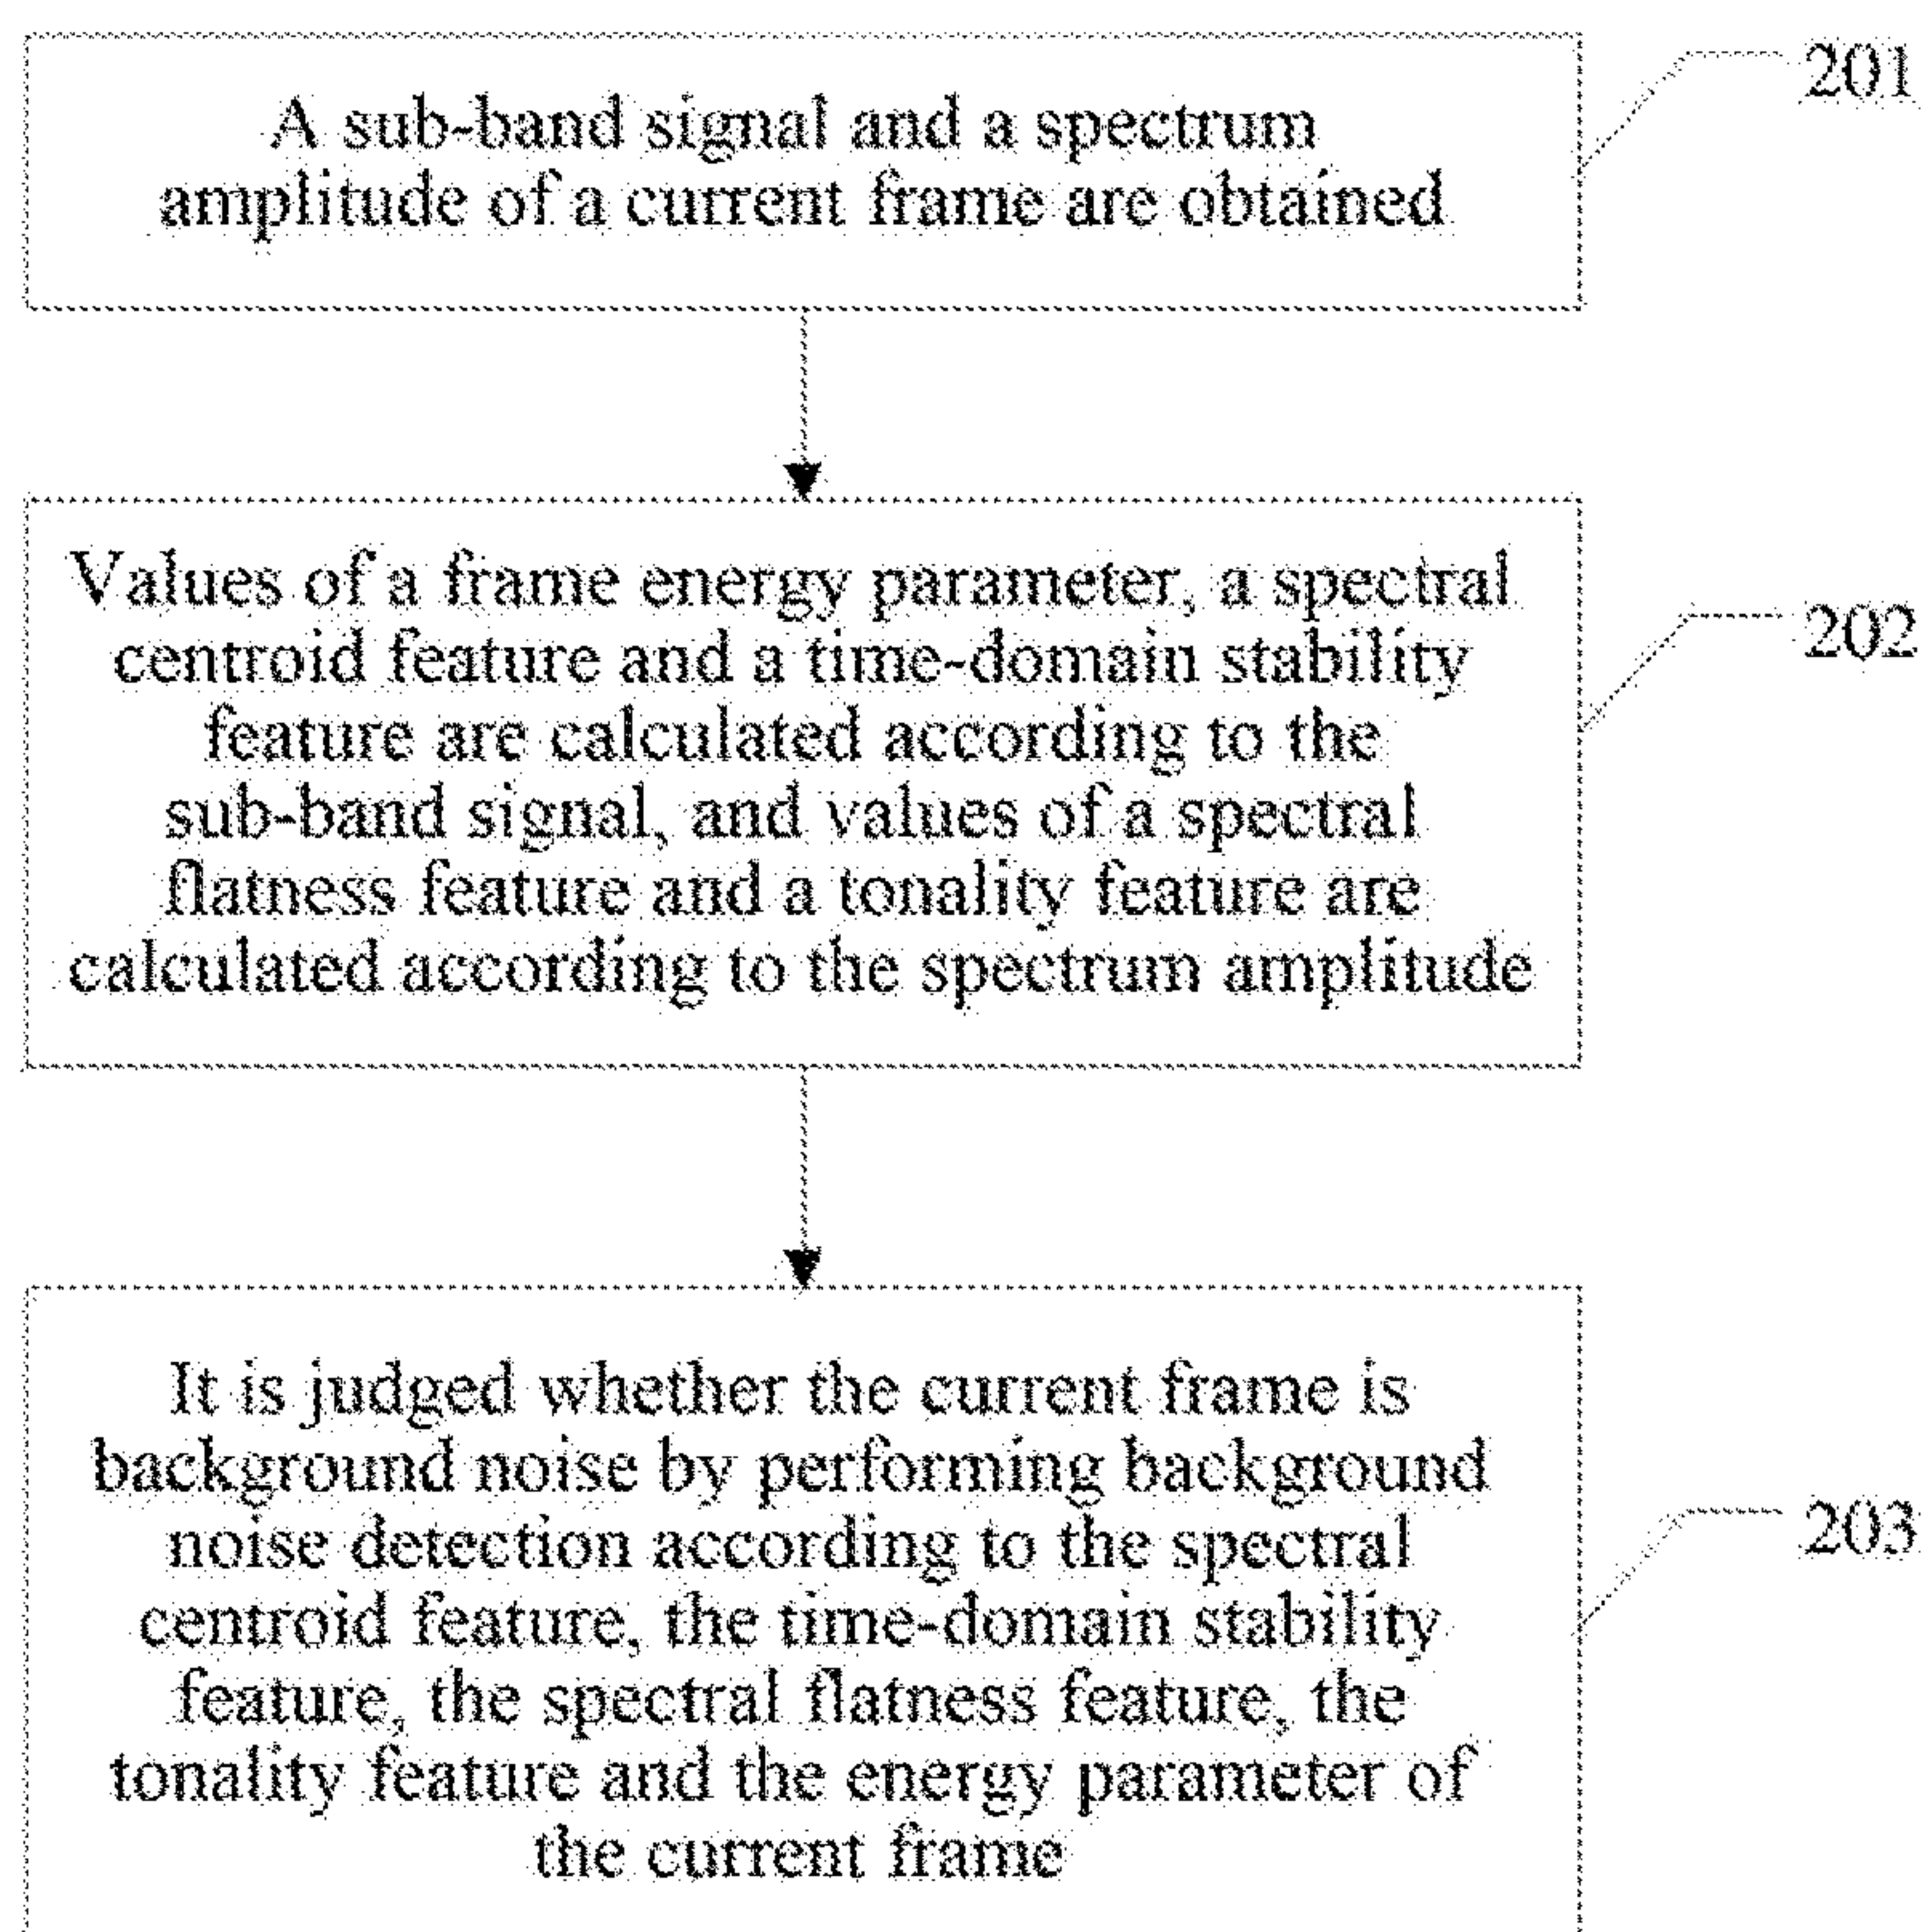 A sub-band signal and a spectrum
amplitude of a current frame are obtained
201
Values of a frame energy parameter, a spectral
centroid feature and a time-domain stability
feature are calculated according to the
sub-band signal, and values of a spectral
flatness feature and a tonality feature are
calculated according to the spectrum amplitude
202
It is judged whether the current frame is
background noise by performing background
noise detection according to the spectral
centroid feature, the time-domain stability
feature, the spectral flatness feature, the
tonality feature and the energy parameter of
the current frame
203